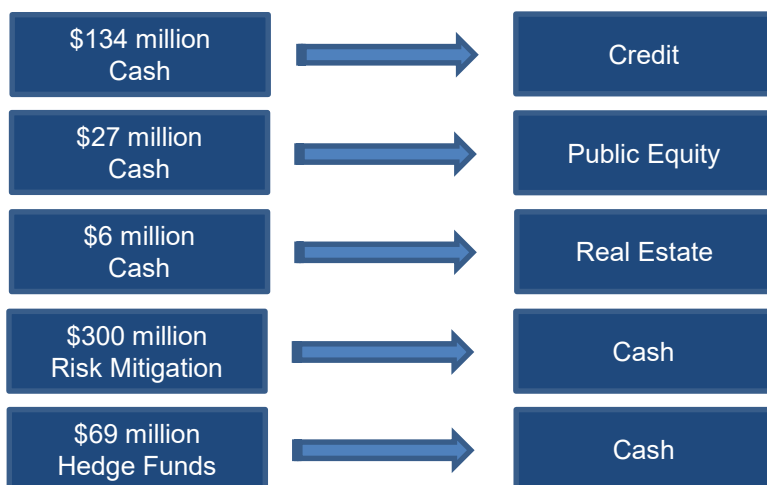 $134 million
Cash
Credit
$27 million
Cash
Public Equity
$6 million
Cash
Real Estate
$300 million
Risk Mitigation
Cash
$69 million
Hedge Funds
Cash